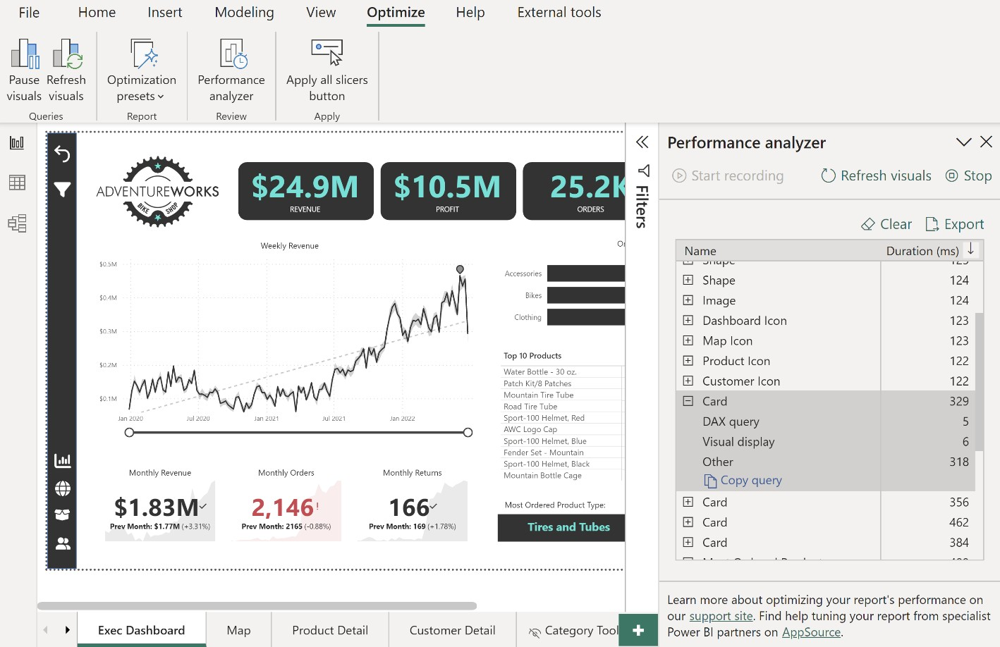 File Home Insert Modeling View Optimize Help External tools
Pause visuals
Refresh visuals
Queries
Optimization presets
Report
Performance analyzer
Review
Apply all slicers button
Apply
ADVENTUREWORKS
BIKE SHOP
$24.9M
REVENUE
$10.5M
PROFIT
25.2K
ORDERS
Weekly Revenue
$0.5M
$0.4M
$0.3M
$0.2M
$0.1M
Jan 2020 Jul 2020 Jan 2021 Jul 2021 Jan 2022
Accessories
Bikes
Clothing
Top 10 Products
Water Bottle - 30 oz.
Patch Kit/8 Patches
Mountain Tire Tube
Road Tire Tube
Sport-100 Helmet, Red
AWC Logo Cap
Sport-100 Helmet, Blue
Fender Set - Mountain
Sport-100 Helmet, Black
Mountain Bottle Cage
Monthly Revenue
$1.83M
Prev Month: $1.77M (+3.31%)
Monthly Orders
2,146!
Prev Month: 2165 (-0.88%)
Monthly Returns
166
Prev Month: 169 (+1.78%)
Most Ordered Product Type:
Tires and Tubes
Filters
Performance analyzer
Start recording Refresh visuals Stop
Clear Export
Name Duration (ms)
Shape 124
Image 124
Dashboard Icon 123
Map Icon 123
Product Icon 122
Customer Icon 122
Card 329
DAX query 5
Visual display 6
Other 318
Copy query
Card 356
Card 462
Card 384
Learn more about optimizing your report's performance on
our support site. Find help tuning your report from specialist
Power BI partners on AppSource.
Exec Dashboard Map Product Detail Customer Detail Category Tool